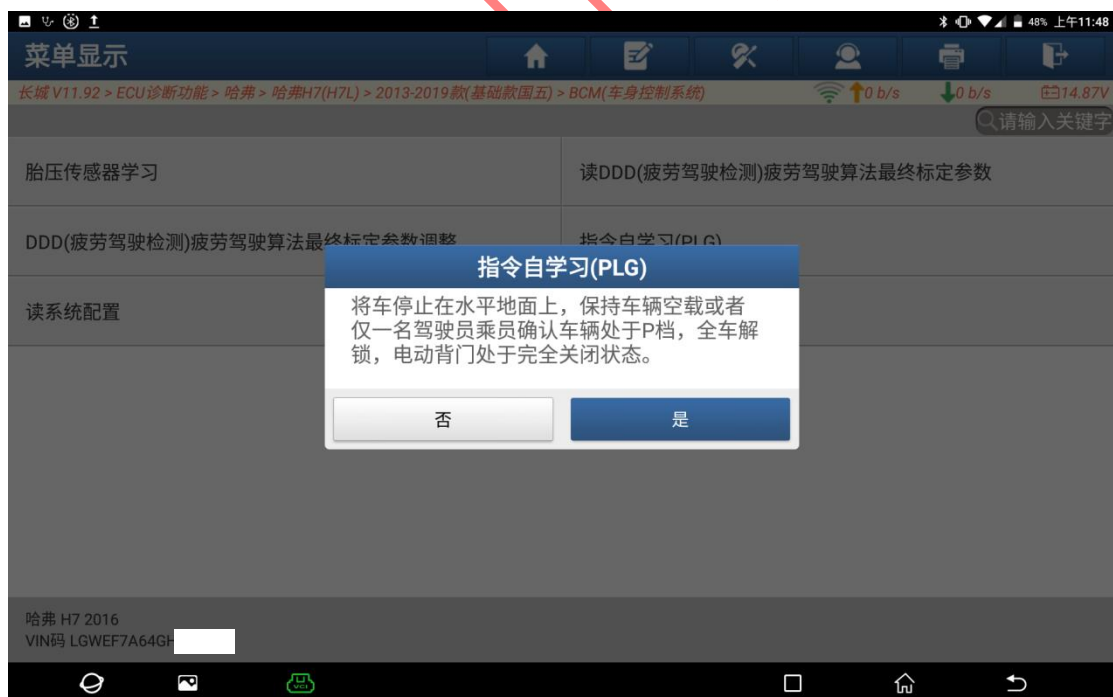 48% 上午11:48
菜单显示
长城 V11.92 > ECU诊断功能 > 哈弗 > 哈弗H7(H7L) > 2013-2019款(基础款国五) > BCM(车身控制系统) 0 b/s 0 b/s 14.87V
请输入关键字
胎压传感器学习
读DDD(疲劳驾驶检测)疲劳驾驶算法最终标定参数
DDD(疲劳驾驶检测)疲劳驾驶算法最终标定参数调整
指令自学习(PLG)
读系统配置
指令自学习(PLG)
将车停止在水平地面上，保持车辆空载或者
仅一名驾驶员乘员确认车辆处于P档，全车解
锁，电动背门处于完全关闭状态。
否
是
哈弗 H7 2016
VIN码 LGWEF7A64GH
VCI